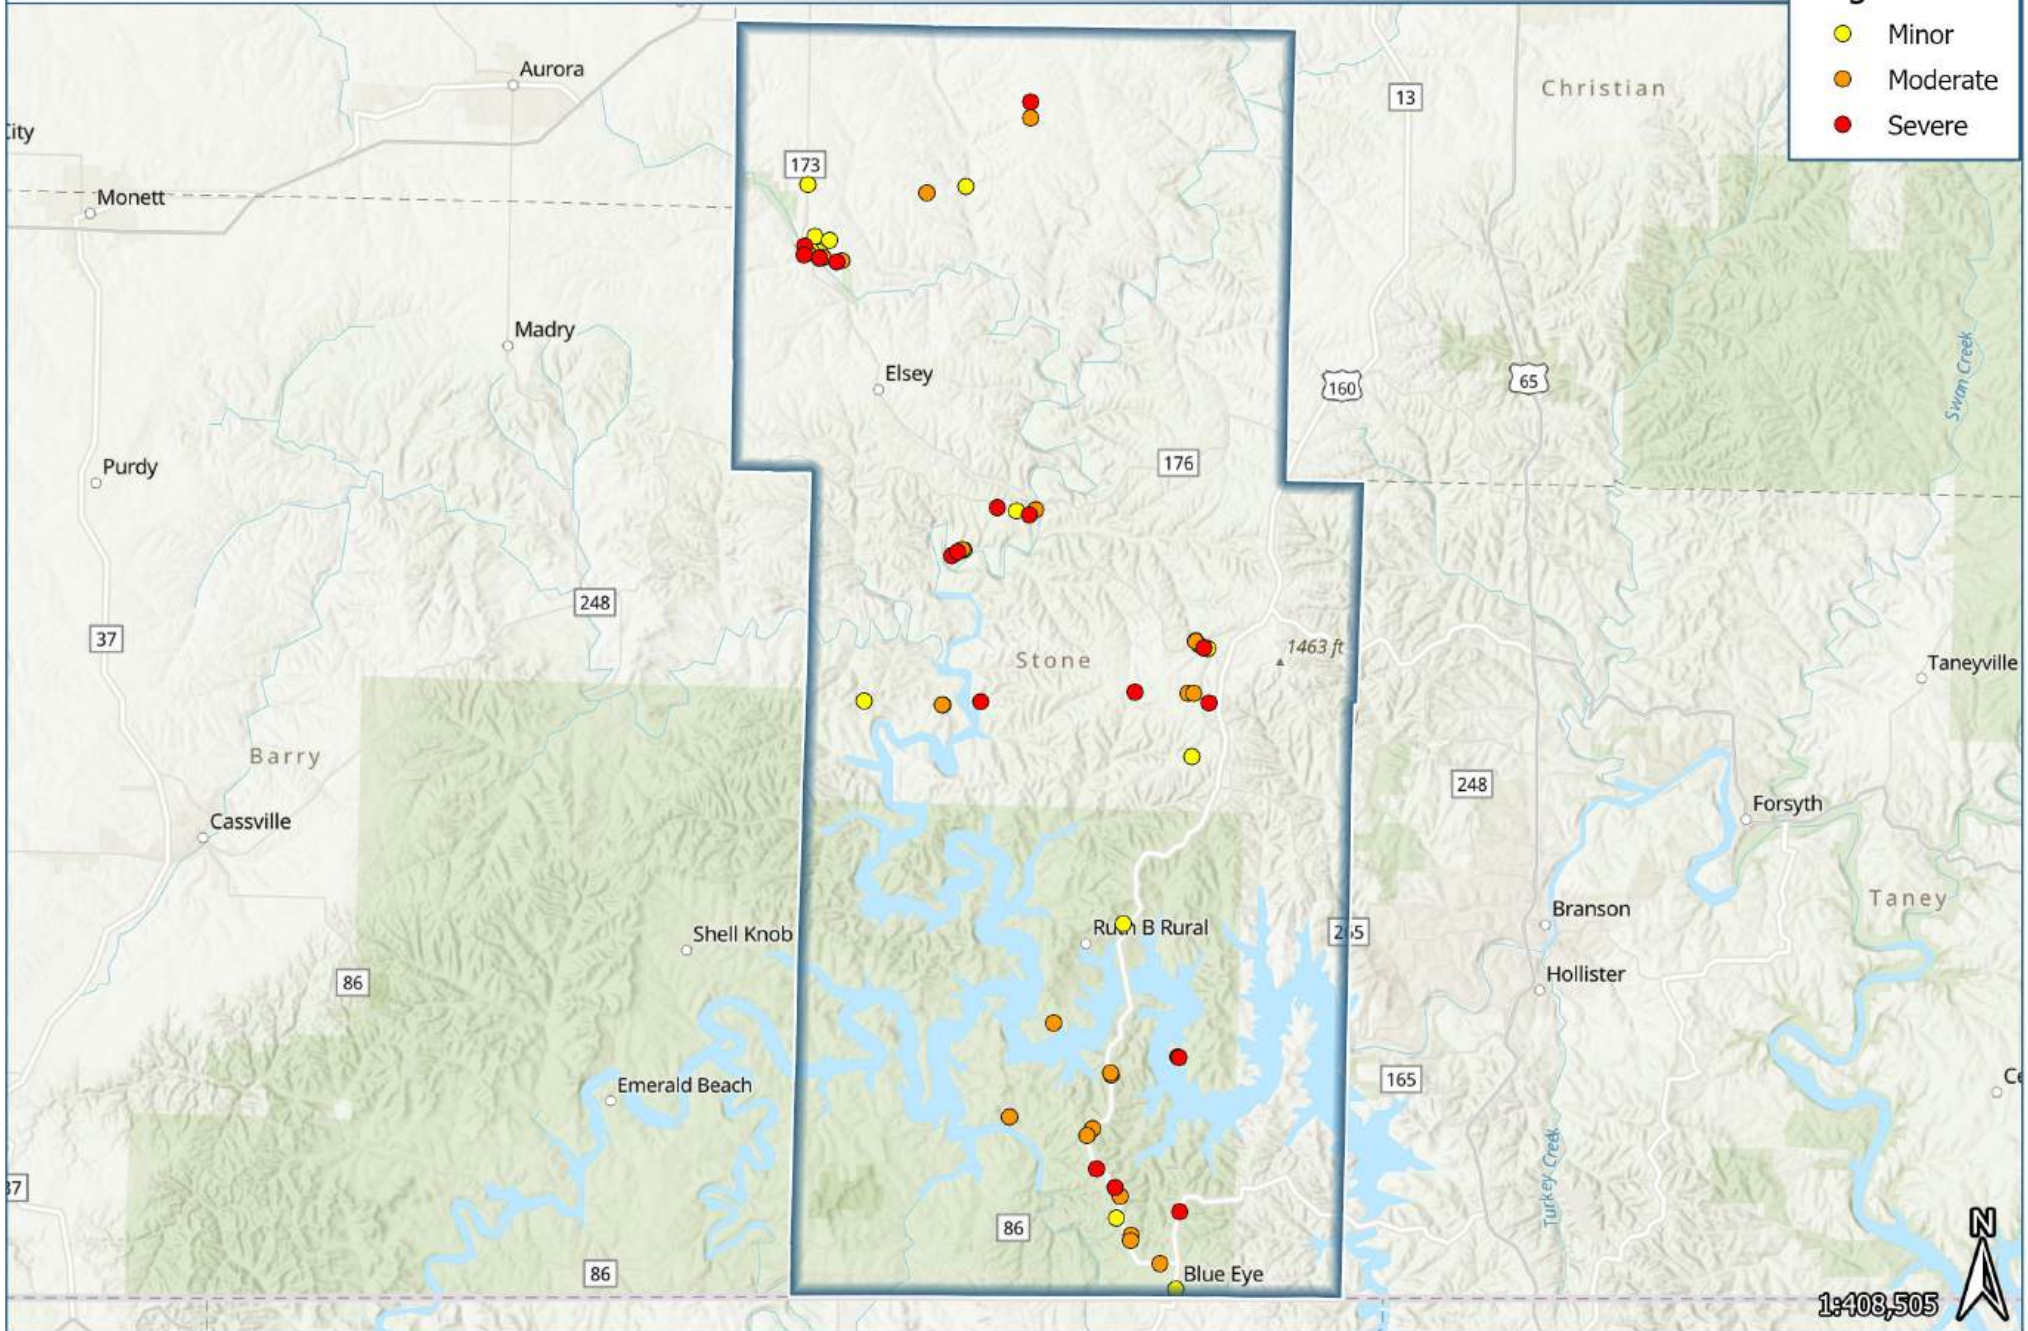 Minor
Moderate
Severe
Aurora
Christian
13
173
Monett
Madry
Elsey
160
65
Swan Creek
Purdy
176
248
37
Stone
1463 ft
Taneyville
Barry
248
Cassville
Forsyth
Taney
Branson
Shell Knob
Ruth B Rural
86
Hollister
Emerald Beach
165
Turkey Creek
86
86
Blue Eye
N
1:408,505